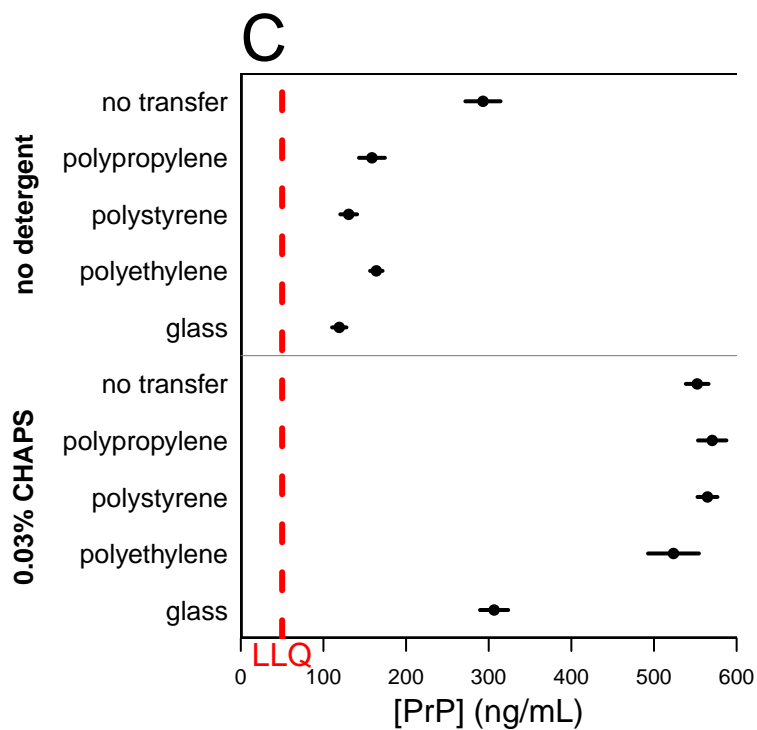 C
no detergent
no transfer
polypropylene
polystyrene
polyethylene
glass
0.03% CHAPS
no transfer
polypropylene
polystyrene
polyethylene
glass
LLQ
0 100 200 300 400 500 600
[PrP] (ng/mL)